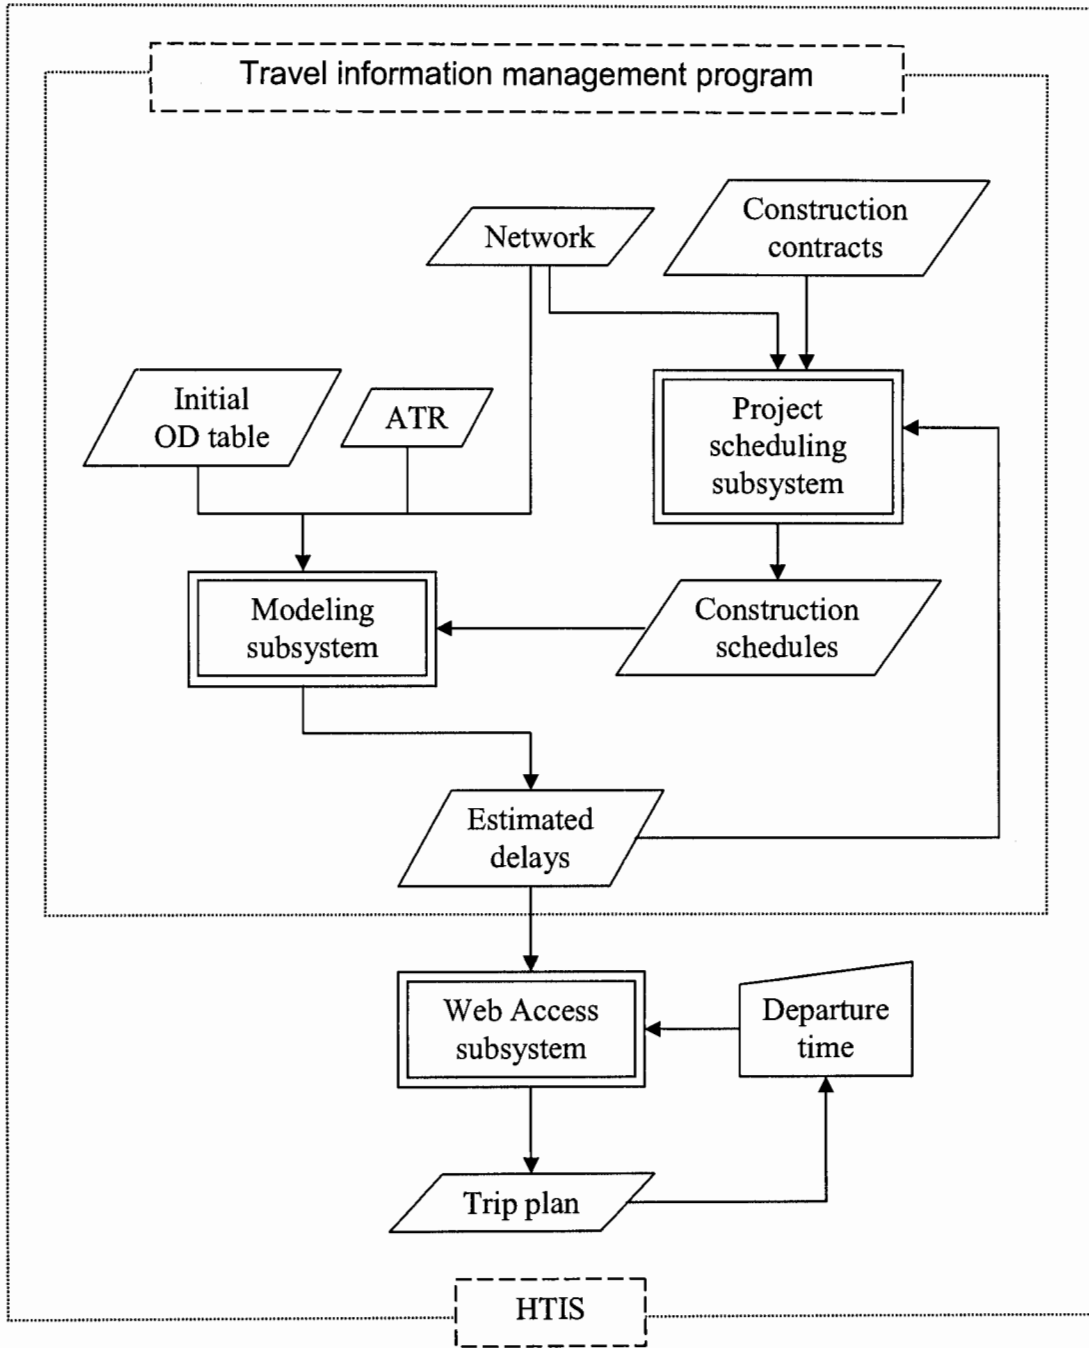 Travel information management program
Network
Construction
contracts
Initial
OD table
ATR
Project
scheduling
subsystem
Modeling
subsystem
Construction
schedules
Estimated
delays
Web Access
subsystem
Departure
time
Trip plan
HTIS